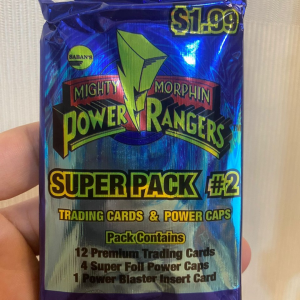 $1.99
SABAN'S
MIGHTY MORPHIN
POWER RANGERS
SUPER PACK #2
TRADING CARDS & POWER CAPS
Pack Contains
12 Premium Trading Cards
4 Super Foil Power Caps
1 Power Blaster Insert Card